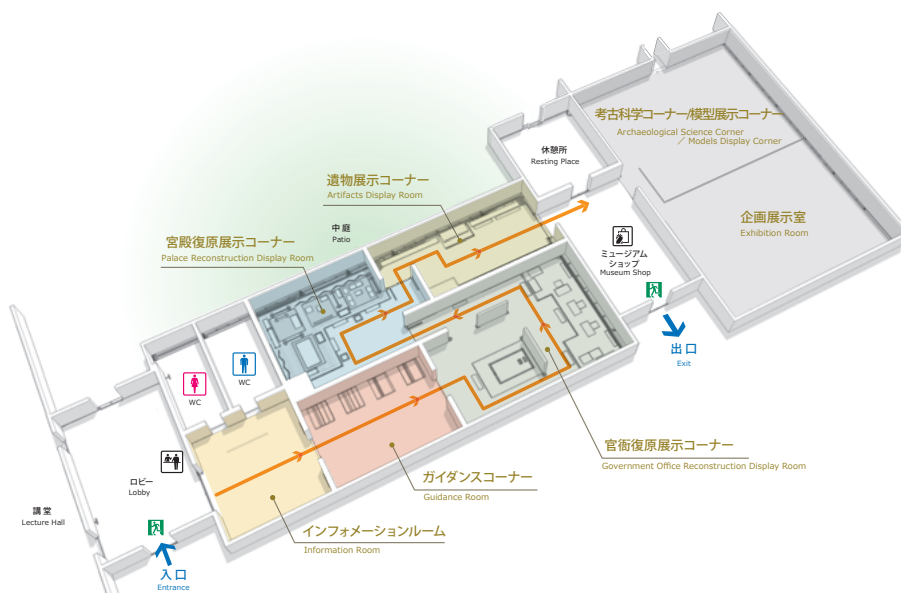 考古科学コーナー/模型展示コーナー
Archaeological Science Corner
／ Models Display Corner
休憩所
Resting Place
遺物展示コーナー
Artifacts Display Room
企画展示室
Exhibition Room
中庭
Patio
宮殿復原展示コーナー
Palace Reconstruction Display Room
ミュージアム
ショップ
Museum Shop
出口
Exit
WC
WC
官衙復原展示コーナー
Government Office Reconstruction Display Room
ガイダンスコーナー
Guidance Room
ロビー
Lobby
講堂
Lecture Hall
インフォメーションルーム
Information Room
入口
Entrance